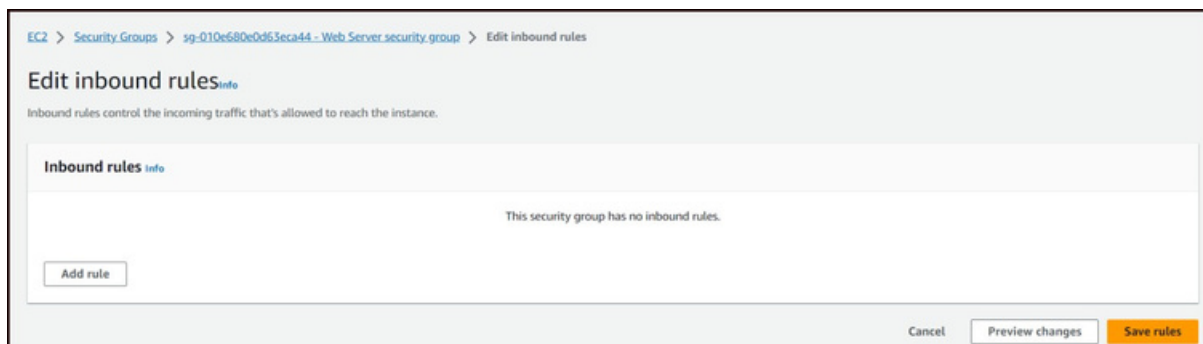 EC2 > Security Groups > sg-010e680e0d63eca44 - Web Server security group > Edit inbound rules
Edit inbound rules Info
Inbound rules control the incoming traffic that's allowed to reach the instance.
Inbound rules Info
This security group has no inbound rules.
Add rule
Cancel Preview changes Save rules